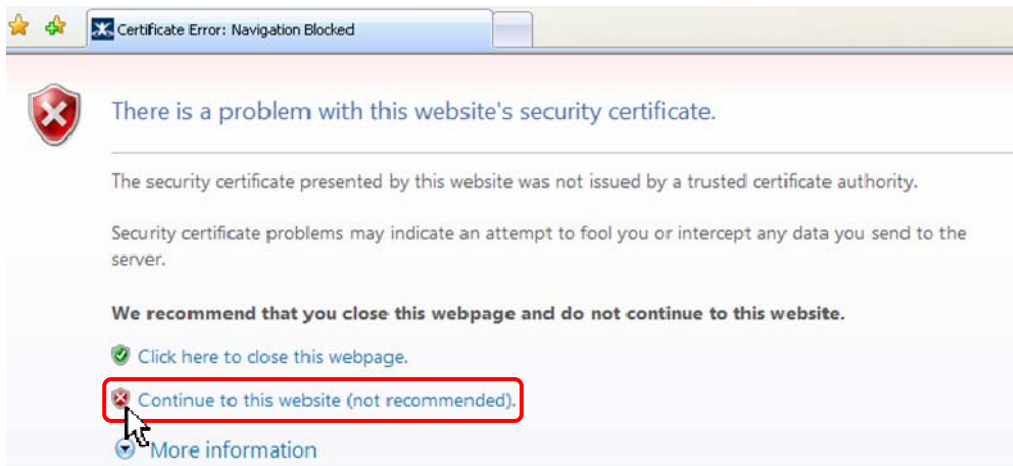 Certificate Error: Navigation Blocked
There is a problem with this website's security certificate.
The security certificate presented by this website was not issued by a trusted certificate authority.
Security certificate problems may indicate an attempt to fool you or intercept any data you send to the
server.
We recommend that you close this webpage and do not continue to this website.
Click here to close this webpage.
Continue to this website (not recommended).
More information